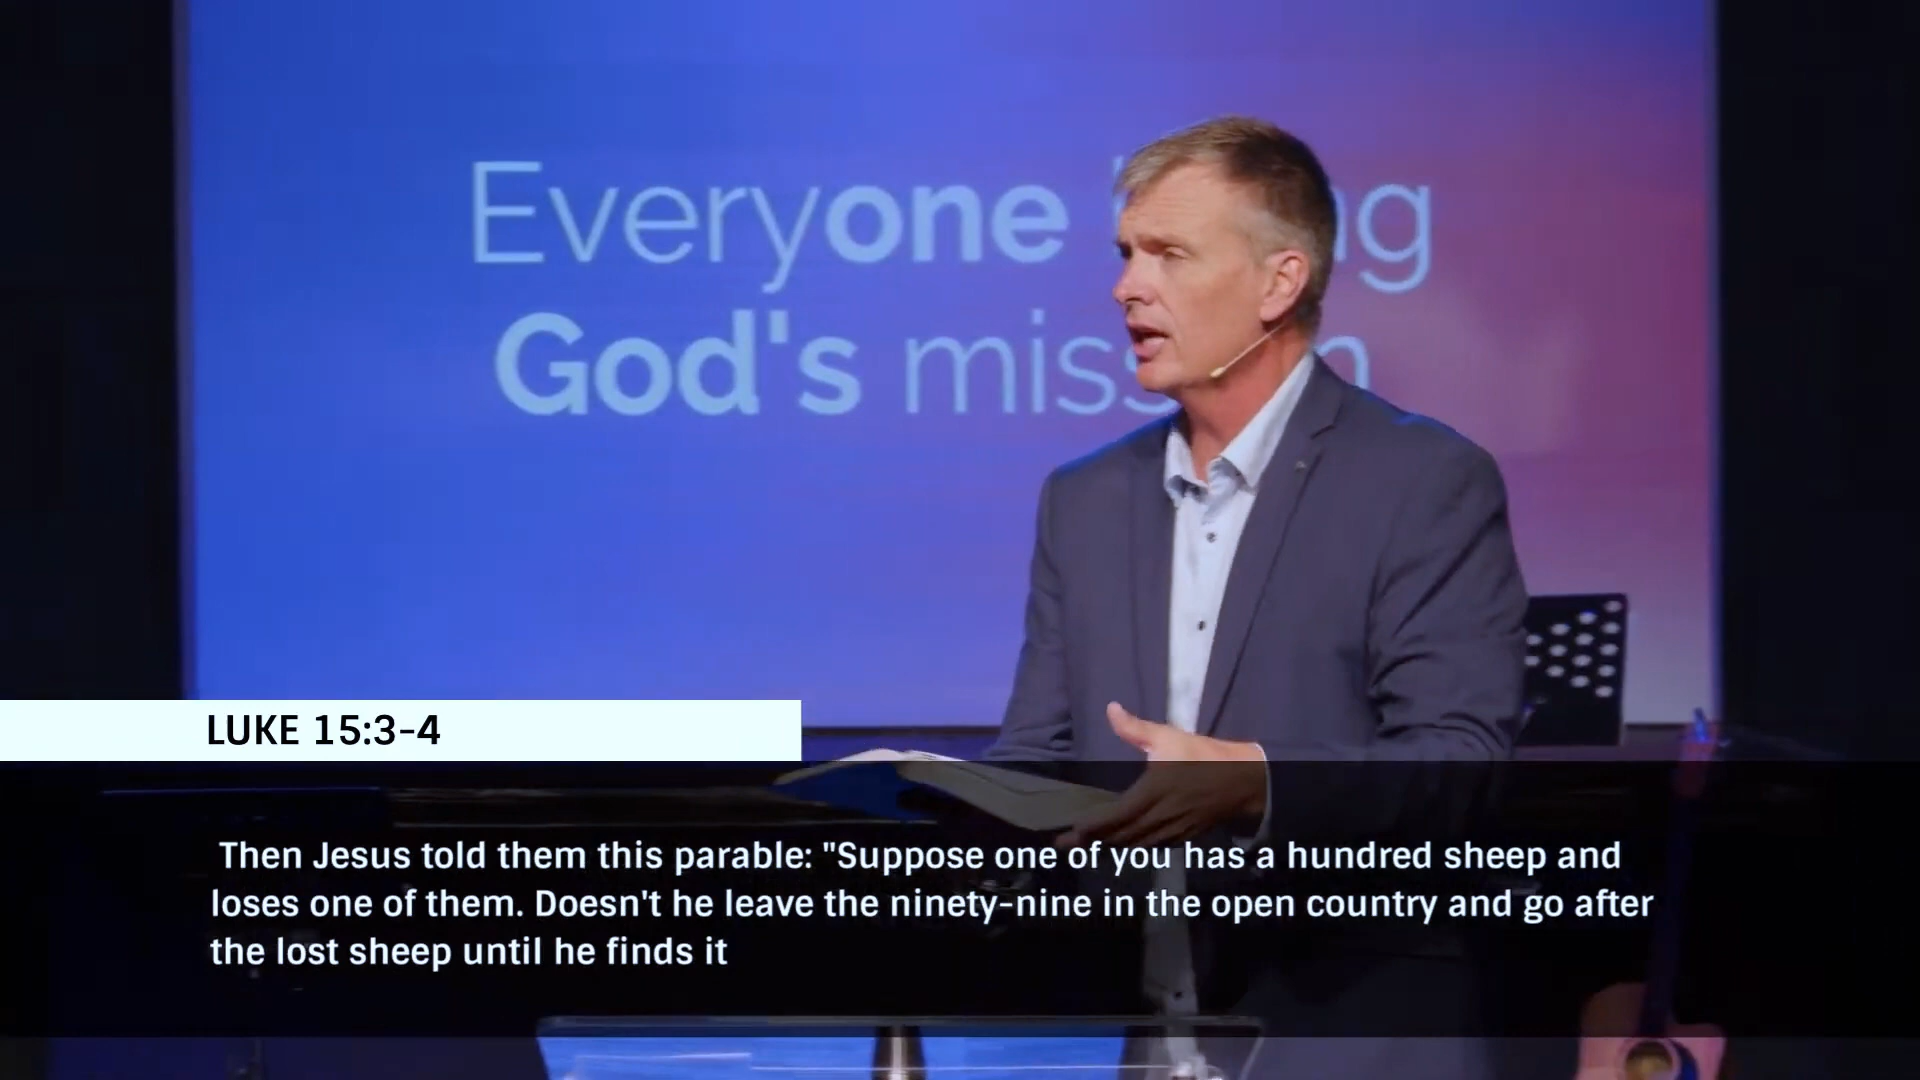 Everyone
God's
LUKE 15:3-4
Then Jesus told them this parable: "Suppose one of you has a hundred sheep and
loses one of them. Doesn't he leave the ninety-nine in the open country and go after
the lost sheep until he finds it